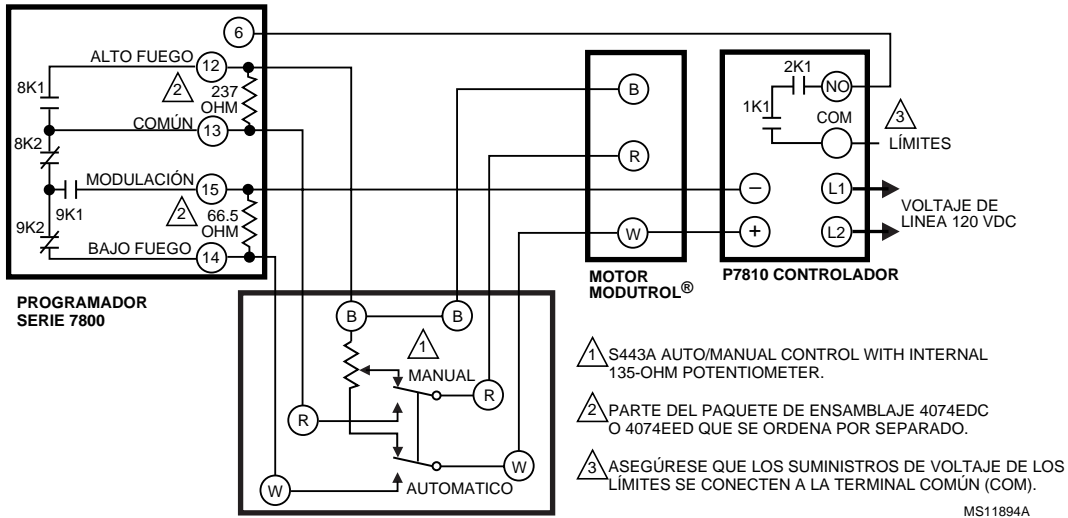 6
ALTO FUEGO
12
8K1
2
237
OHM
COMÚN
13
8K2
MODULACIÓN
15
9K1
2
66.5
OHM
9K2
BAJO FUEGO
14
PROGRAMADOR
SERIE 7800
B
R
W
MOTOR
MODUTROL®
2K1
NO
1K1
COM
3
LÍMITES
−
L1
+
L2
VOLTAJE DE
LINEA 120 VDC
P7810 CONTROLADOR
B
B
1
MANUAL
R
R
W
W
AUTOMATICO
1 S443A AUTO/MANUAL CONTROL WITH INTERNAL
135-OHM POTENTIOMETER.
2 PARTE DEL PAQUETE DE ENSAMBLAJE 4074EDC
O 4074EED QUE SE ORDENA POR SEPARADO.
3 ASEGÚRESE QUE LOS SUMINISTROS DE VOLTAJE DE LOS
LÍMITES SE CONECTEN A LA TERMINAL COMÚN (COM).
MS11894A